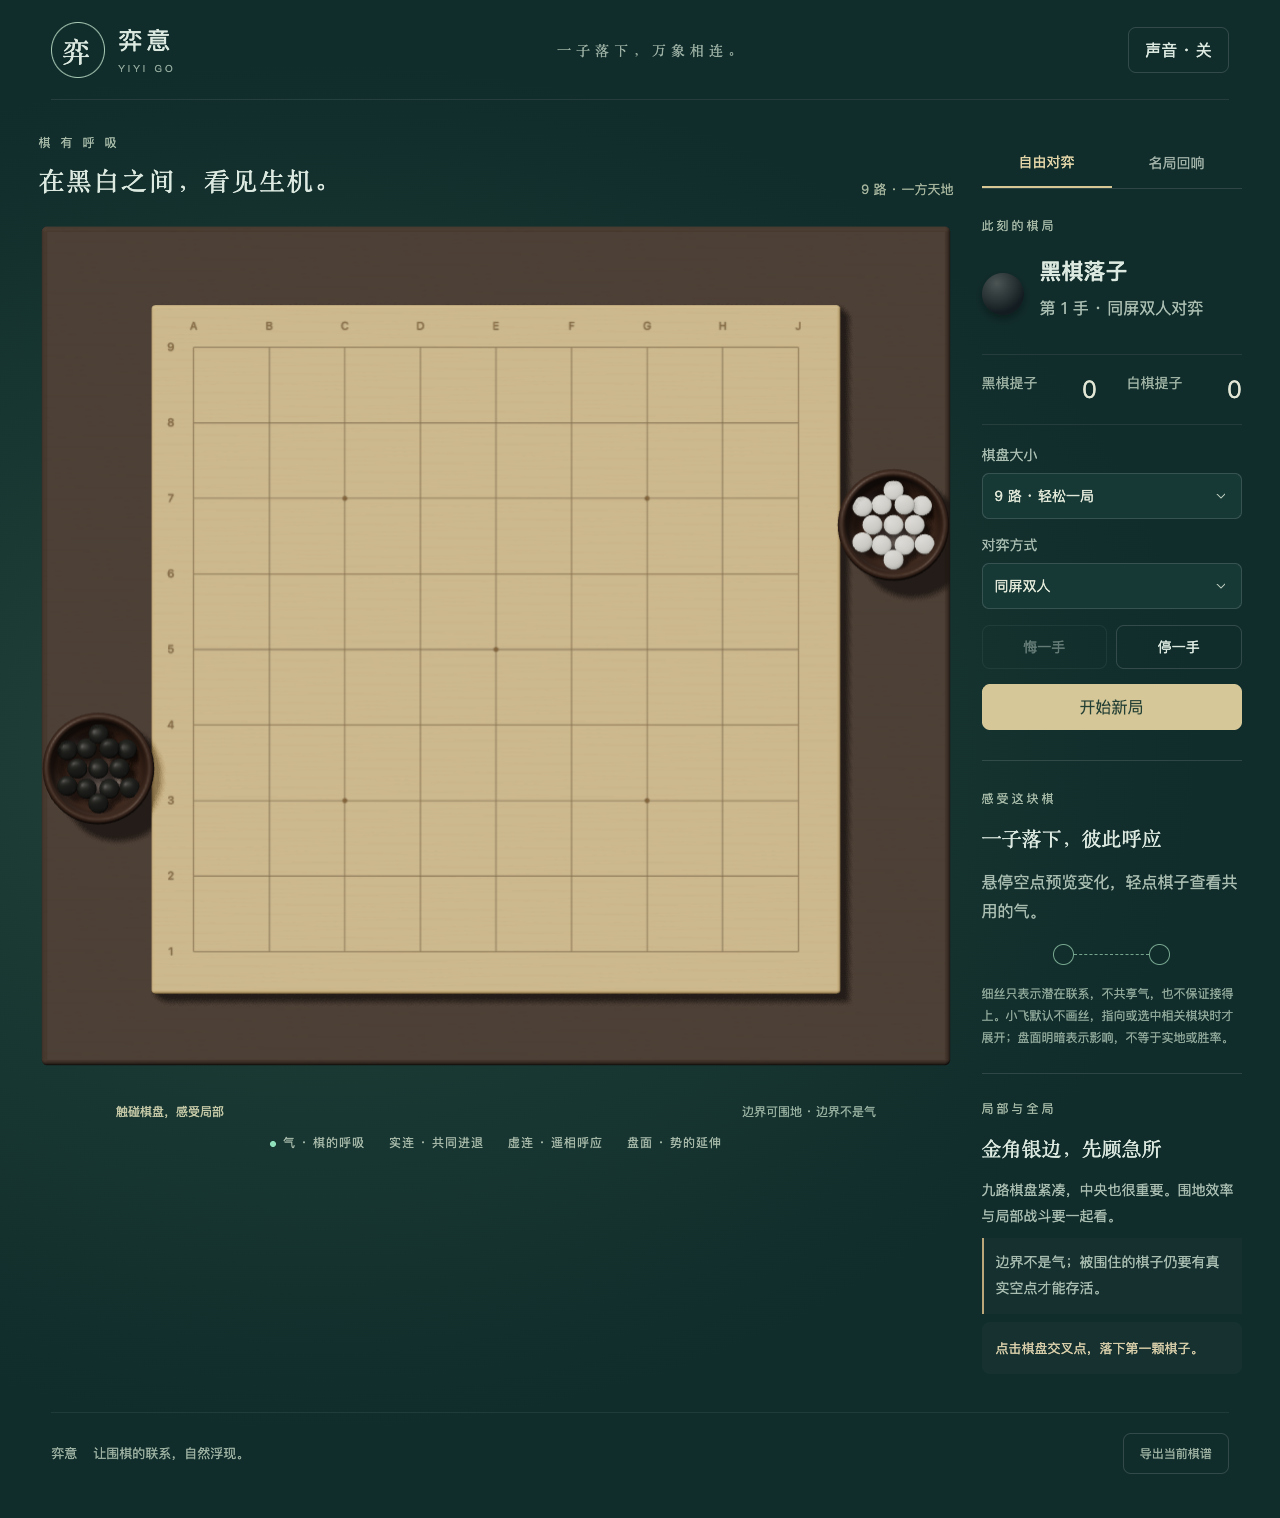 弈
弈意
YIYI GO
一子落下，万象相连。
声音 · 关
棋有呼吸
在黑白之间，看见生机。
9 路 · 一方天地
自由对弈
名局回响
A B C D E F G H J
9
8
7
6
5
4
3
2
1
触碰棋盘，感受局部
边界可围地 · 边界不是气
气 · 棋的呼吸
实连 · 共同进退
虚连 · 遥相呼应
盘面 · 势的延伸
此刻的棋局
黑棋落子
第 1 手 · 同屏双人对弈
黑棋提子 0 白棋提子 0
棋盘大小
9 路 · 轻松一局
对弈方式
同屏双人
悔一手
停一手
开始新局
感受这块棋
一子落下，彼此呼应
悬停空点预览变化，轻点棋子查看共
用的气。
细丝只表示潜在联系，不共享气，也不保证接得
上。小飞默认不画丝，指向或选中相关棋块时才
展开；盘面明暗表示影响，不等于实地或胜率。
局部与全局
金角银边，先顾急所
九路棋盘紧凑，中央也很重要。围地效率
与局部战斗要一起看。
边界不是气；被围住的棋子仍要有真
实空点才能存活。
点击棋盘交叉点，落下第一颗棋子。
弈意 让围棋的联系，自然浮现。
导出当前棋谱